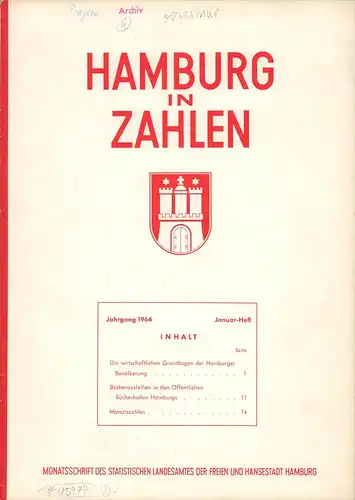 Archiv
HAMBURG
IN
ZAHLEN
Jahrgang 1964 Januar-Heft
INHALT
Seite
Die wirtschaftlichen Grundlagen der Hamburger
Bevölkerung . . . . . . . . . . . . 1
Bücherausleihen in den Öffentlichen
Bücherhallen Hamburgs . . . . . . . . . 11
Monatszahlen . . . . . . . . . . . . 14
MONATSSCHRIFT DES STATISTISCHEN LANDESAMTES DER FREIEN UND HANSESTADT HAMBURG